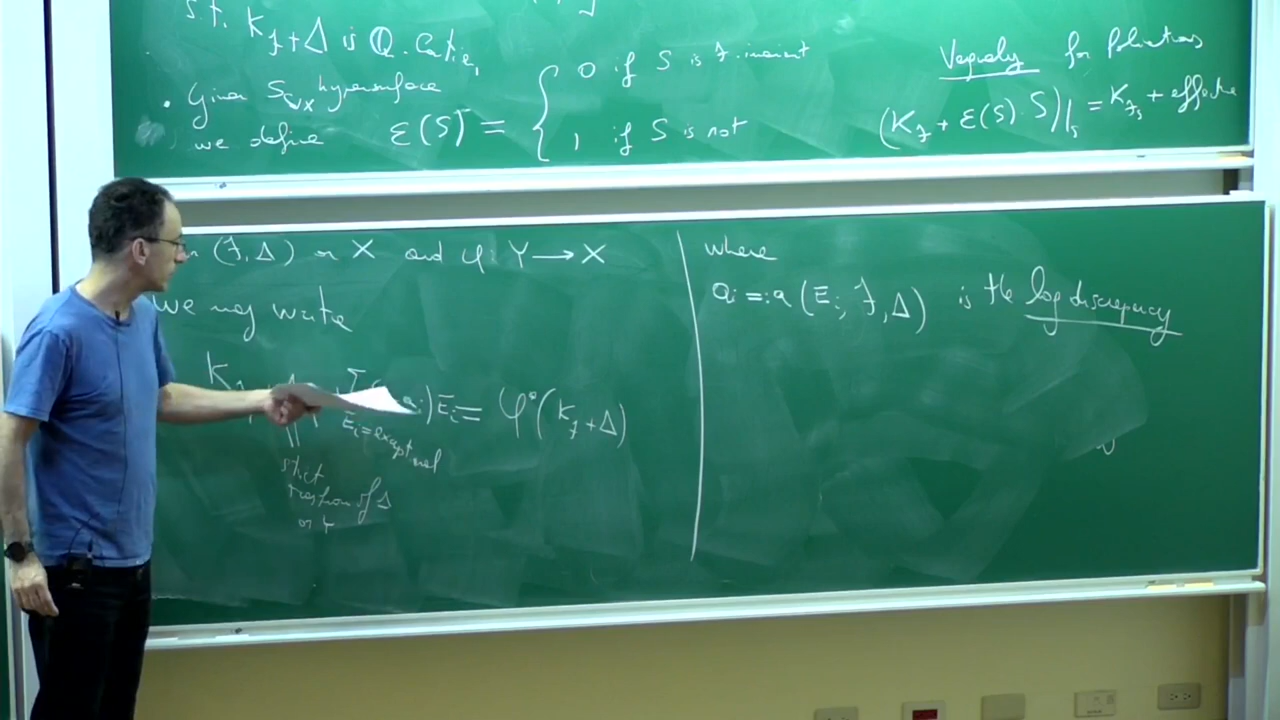 s.t. K_F + Δ is Q. Cartier
• Given S ⊂ X hypersurface
we define ε(S) = { 0 if S is F. invariant
1 if S is not
Vaguely for foliations
(K_F + ε(S)·S)|_S = K_{F_S} + effective
(F, Δ) on X and φ: Y → X
we may write
K Σ a_i) E_i = φ*(K_F + Δ)
E_i = exceptional
strict
transform of Δ
on Y
where
a_i =: a(E_i, F, Δ) is the log discrepancy